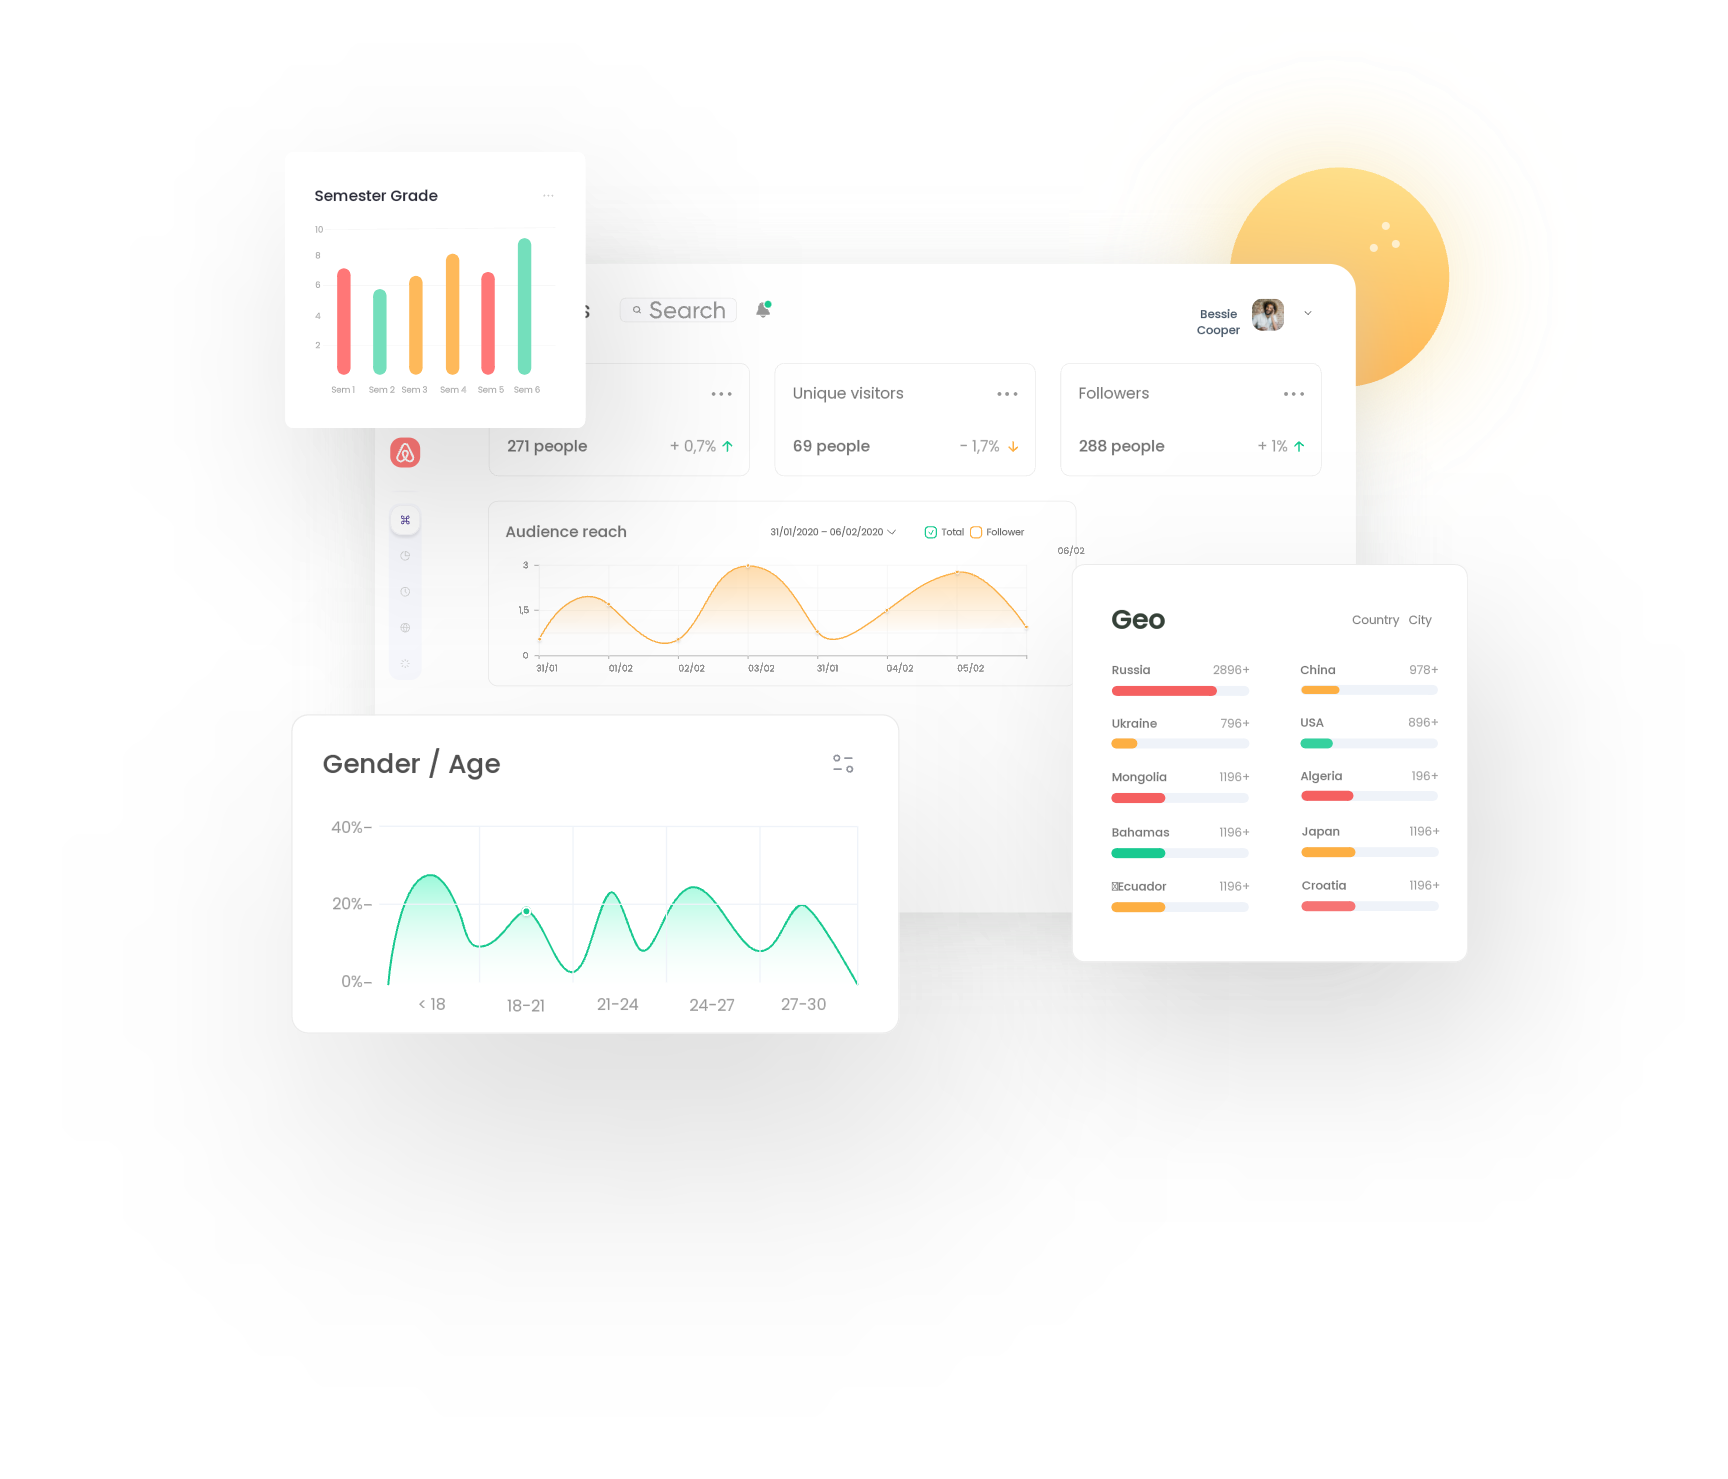 Semester Grade
10
8
6
4
2
Sem 1 Sem 2 Sem 3 Sem 4 Sem 5 Sem 6
s
Search
Bessie
Cooper
271 people + 0,7%
Unique visitors
69 people - 1,7%
Followers
288 people + 1%
Audience reach
31/01/2020 – 06/02/2020
Total Follower
06/02
3
1,5
0
31/01 01/02 02/02 03/02 31/01 04/02 05/02
Geo
Country City
Russia 2896+
China 978+
Ukraine 796+
USA 896+
Mongolia 1196+
Algeria 196+
Bahamas 1196+
Japan 1196+
Ecuador 1196+
Croatia 1196+
Gender / Age
40%–
20%–
0%–
< 18 18-21 21-24 24-27 27-30